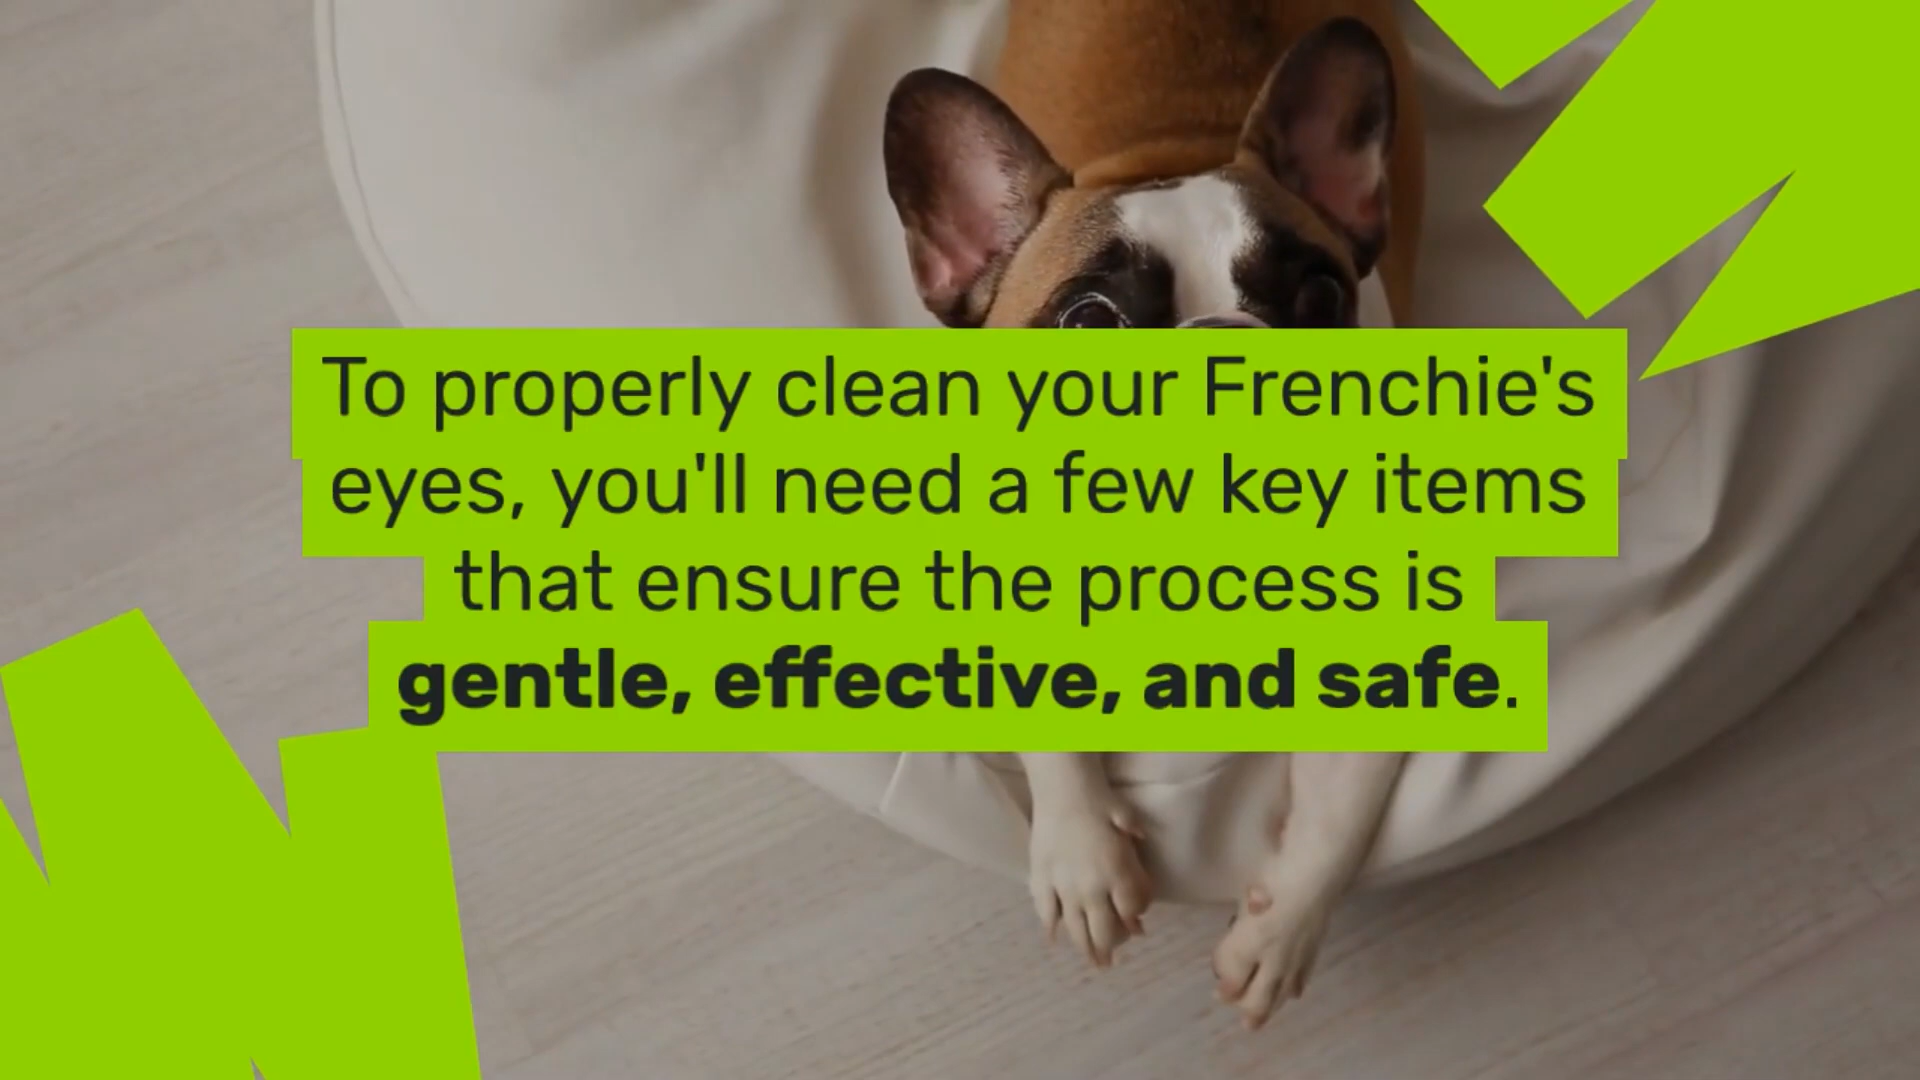 To properly clean your Frenchie's
eyes, you'll need a few key items
that ensure the process is
gentle, effective, and safe.